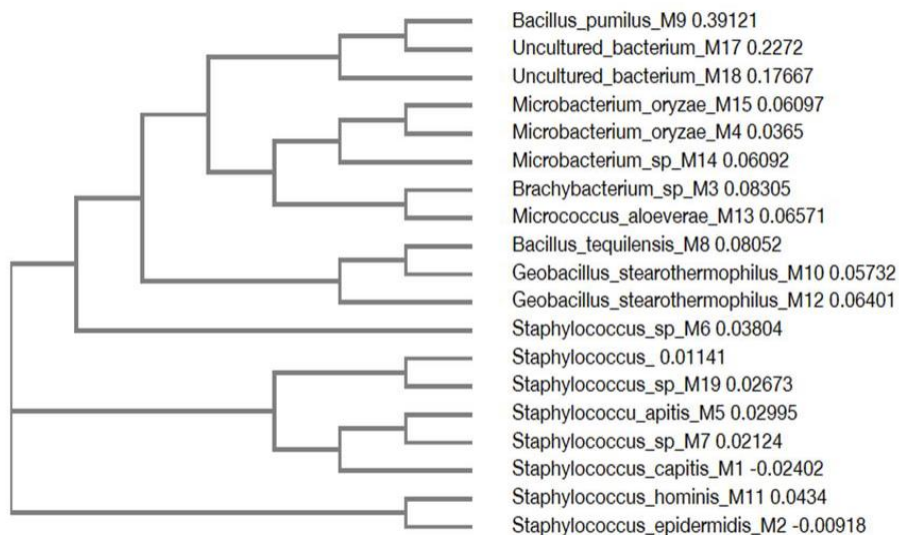 Bacillus_pumilus_M9 0.39121
Uncultured_bacterium_M17 0.2272
Uncultured_bacterium_M18 0.17667
Microbacterium_oryzae_M15 0.06097
Microbacterium_oryzae_M4 0.0365
Microbacterium_sp_M14 0.06092
Brachybacterium_sp_M3 0.08305
Micrococcus_aloeverae_M13 0.06571
Bacillus_tequilensis_M8 0.08052
Geobacillus_stearothermophilus_M10 0.05732
Geobacillus_stearothermophilus_M12 0.06401
Staphylococcus_sp_M6 0.03804
Staphylococcus_ 0.01141
Staphylococcus_sp_M19 0.02673
Staphylococcu_apitis_M5 0.02995
Staphylococcus_sp_M7 0.02124
Staphylococcus_capitis_M1 -0.02402
Staphylococcus_hominis_M11 0.0434
Staphylococcus_epidermidis_M2 -0.00918